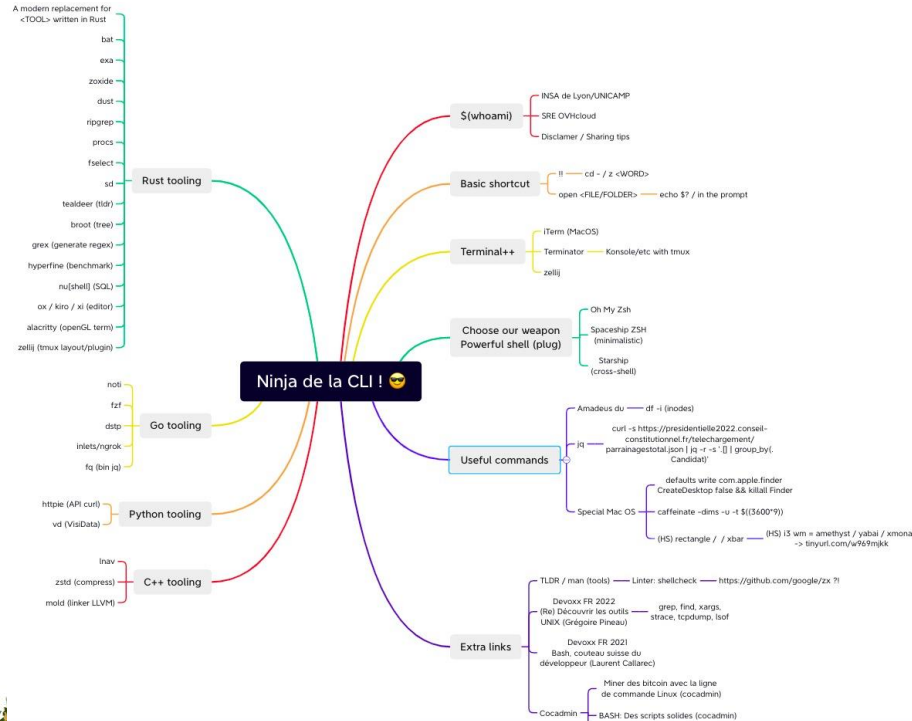 Ninja de la CLI ! 😎
$(whoami)
INSA de Lyon/UNICAMP
SRE OVHcloud
Disclamer / Sharing tips
Basic shortcut
!!
cd - / z <WORD>
open <FILE/FOLDER>
echo $? / in the prompt
Terminal++
iTerm (MacOS)
Terminator
Konsole/etc with tmux
zellij
Choose our weapon
Powerful shell (plug)
Oh My Zsh
Spaceship ZSH
(minimalistic)
Starship
(cross-shell)
Useful commands
Amadeus du
df -i (inodes)
jq
curl -s https://presidentielle2022.conseil-
constitutionnel.fr/telechargement/
parrainagestotal.json | jq -r -s '.[] | group_by(.
Candidat)'
Special Mac OS
defaults write com.apple.finder
CreateDesktop false && killall Finder
caffeinate -dims -u -t $((3600*9))
(HS) rectangle / / xbar
(HS) i3 wm = amethyst / yabai / xmona
-> tinyurl.com/w969mjkk
Extra links
TLDR / man (tools)
Linter: shellcheck
https://github.com/google/zx ?!
Devoxx FR 2022
(Re) Découvrir les outils
UNIX (Grégoire Pineau)
grep, find, xargs,
strace, tcpdump, lsof
Devoxx FR 2021
Bash, couteau suisse du
développeur (Laurent Callarec)
Cocadmin
Miner des bitcoin avec la ligne
de commande Linux (cocadmin)
BASH: Des scripts solides (cocadmin)
Rust tooling
A modern replacement for
<TOOL> written in Rust
bat
exa
zoxide
dust
ripgrep
procs
fselect
sd
tealdeer (tldr)
broot (tree)
grex (generate regex)
hyperfine (benchmark)
nu[shell] (SQL)
ox / kiro / xi (editor)
alacritty (openGL term)
zellij (tmux layout/plugin)
Go tooling
noti
fzf
dstp
inlets/ngrok
fq (bin jq)
Python tooling
httpie (API curl)
vd (VisiData)
C++ tooling
lnav
zstd (compress)
mold (linker LLVM)